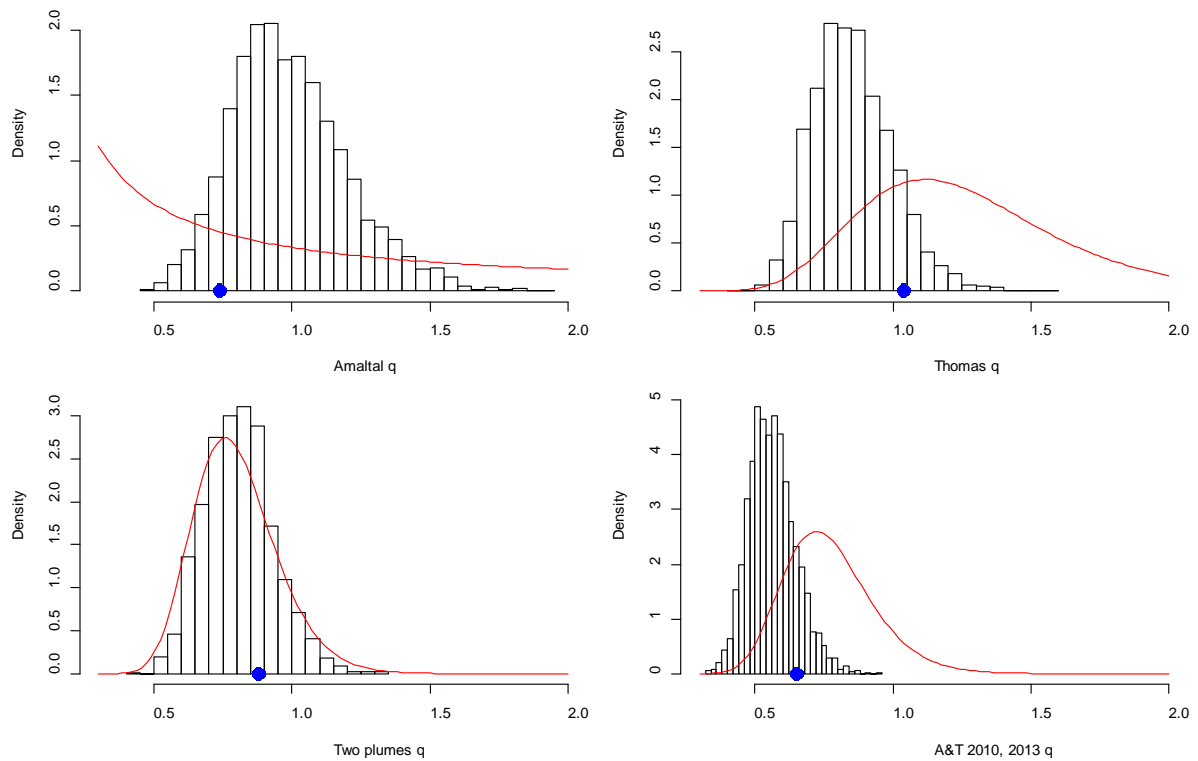 Density
0.0 0.5 1.0 1.5 2.0
0.5 1.0 1.5 2.0
Amaltal q
Density
0.0 0.5 1.0 1.5 2.0 2.5
0.5 1.0 1.5 2.0
Thomas q
Density
0.0 0.5 1.0 1.5 2.0 2.5 3.0
0.5 1.0 1.5 2.0
Two plumes q
Density
0 1 2 3 4 5
0.5 1.0 1.5 2.0
A&T 2010, 2013 q